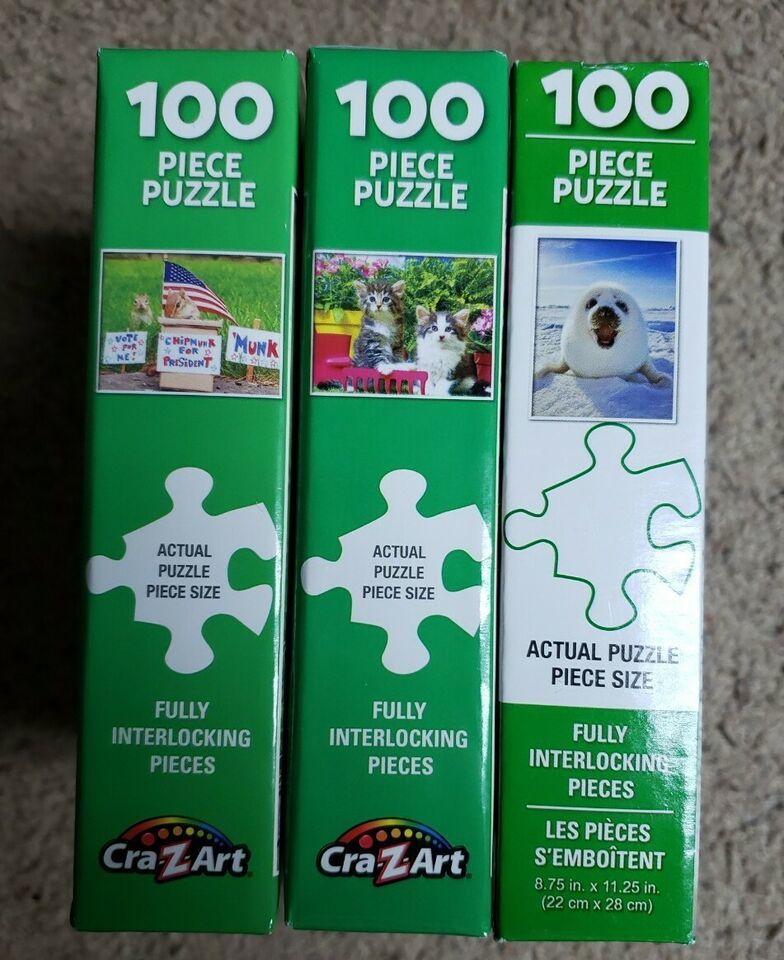 100
PIECE
PUZZLE
VOTE
FOR
ME!
CHIPMUNK
FOR
PRESIDENT
'MUNK
ACTUAL
PUZZLE
PIECE SIZE
FULLY
INTERLOCKING
PIECES
Cra-Z-Art
100
PIECE
PUZZLE
ACTUAL
PUZZLE
PIECE SIZE
FULLY
INTERLOCKING
PIECES
Cra-Z-Art
100
PIECE
PUZZLE
ACTUAL PUZZLE
PIECE SIZE
FULLY
INTERLOCKING
PIECES
LES PIÈCES
S'EMBOÎTENT
8.75 in. x 11.25 in.
(22 cm x 28 cm)